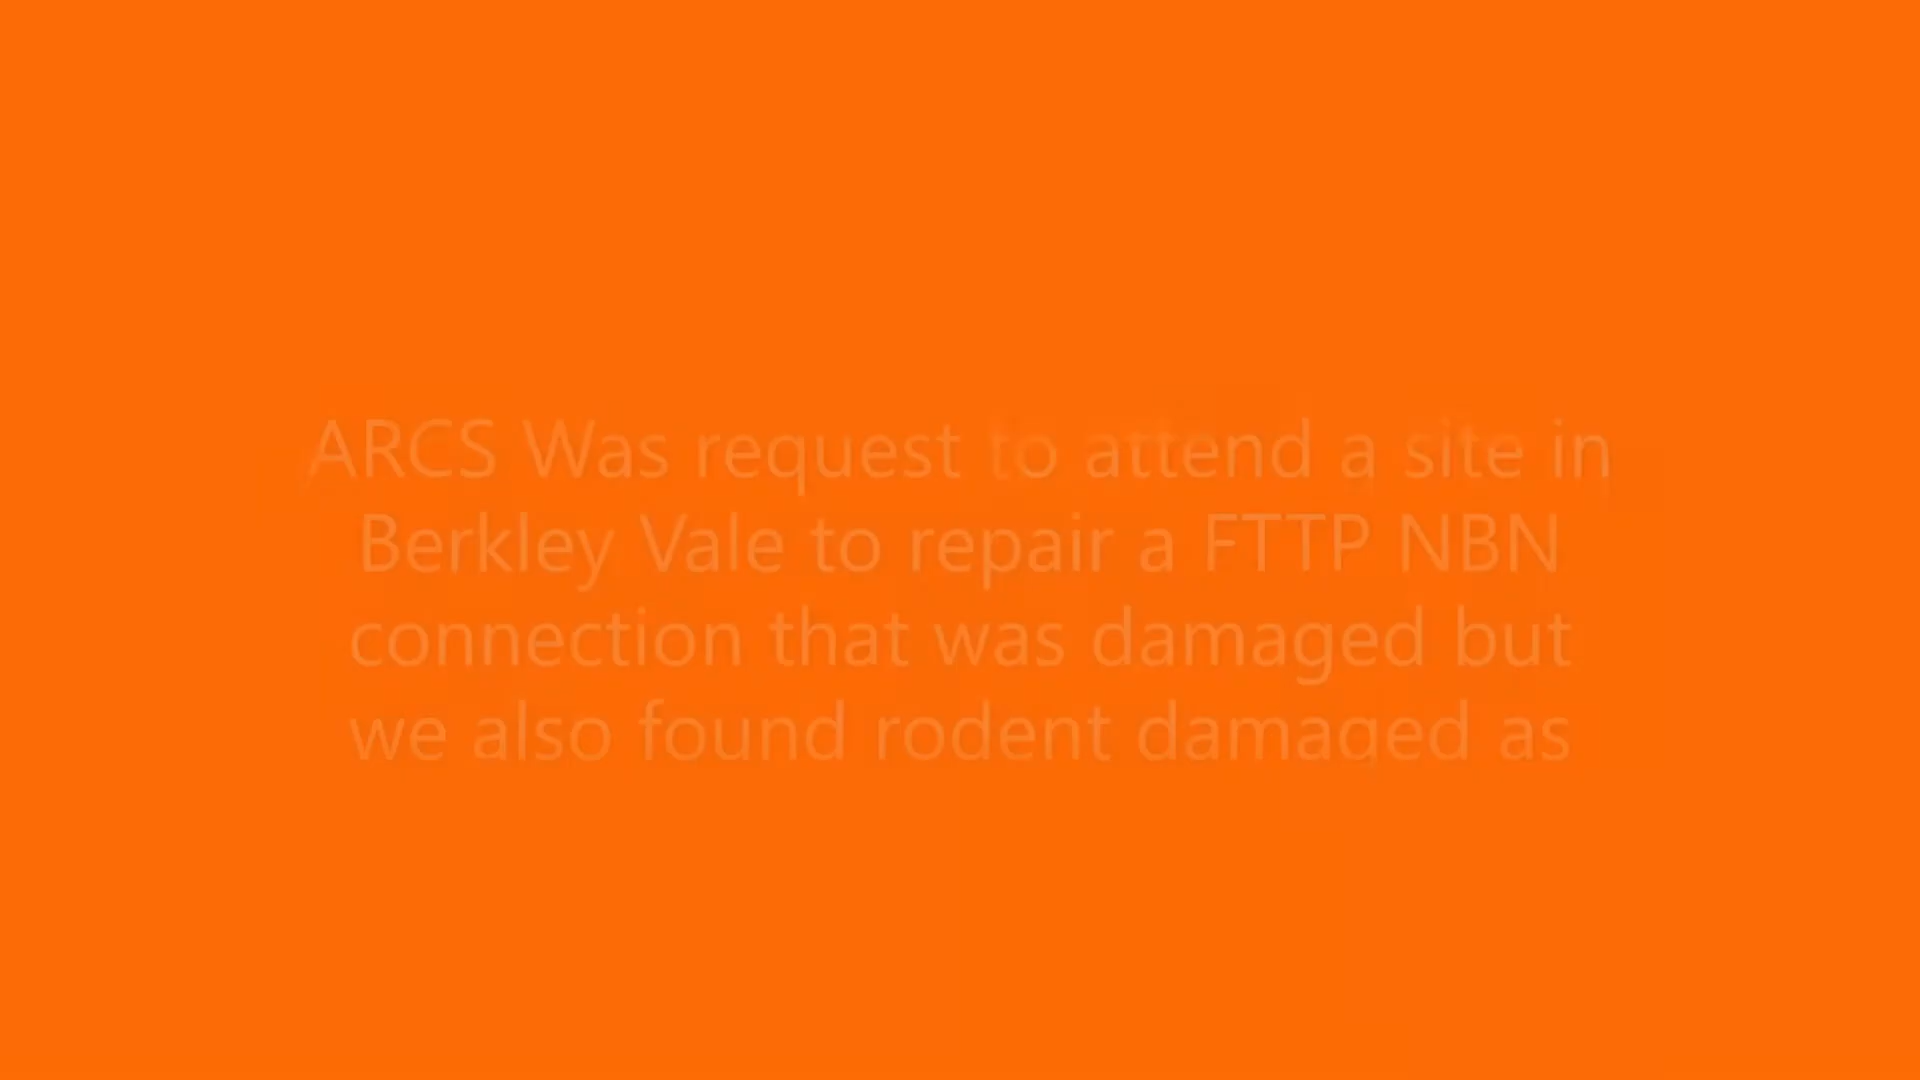 ARCS Was request to attend a site in
Berkley Vale to repair a FTTP NBN
connection that was damaged but
we also found rodent damaged as